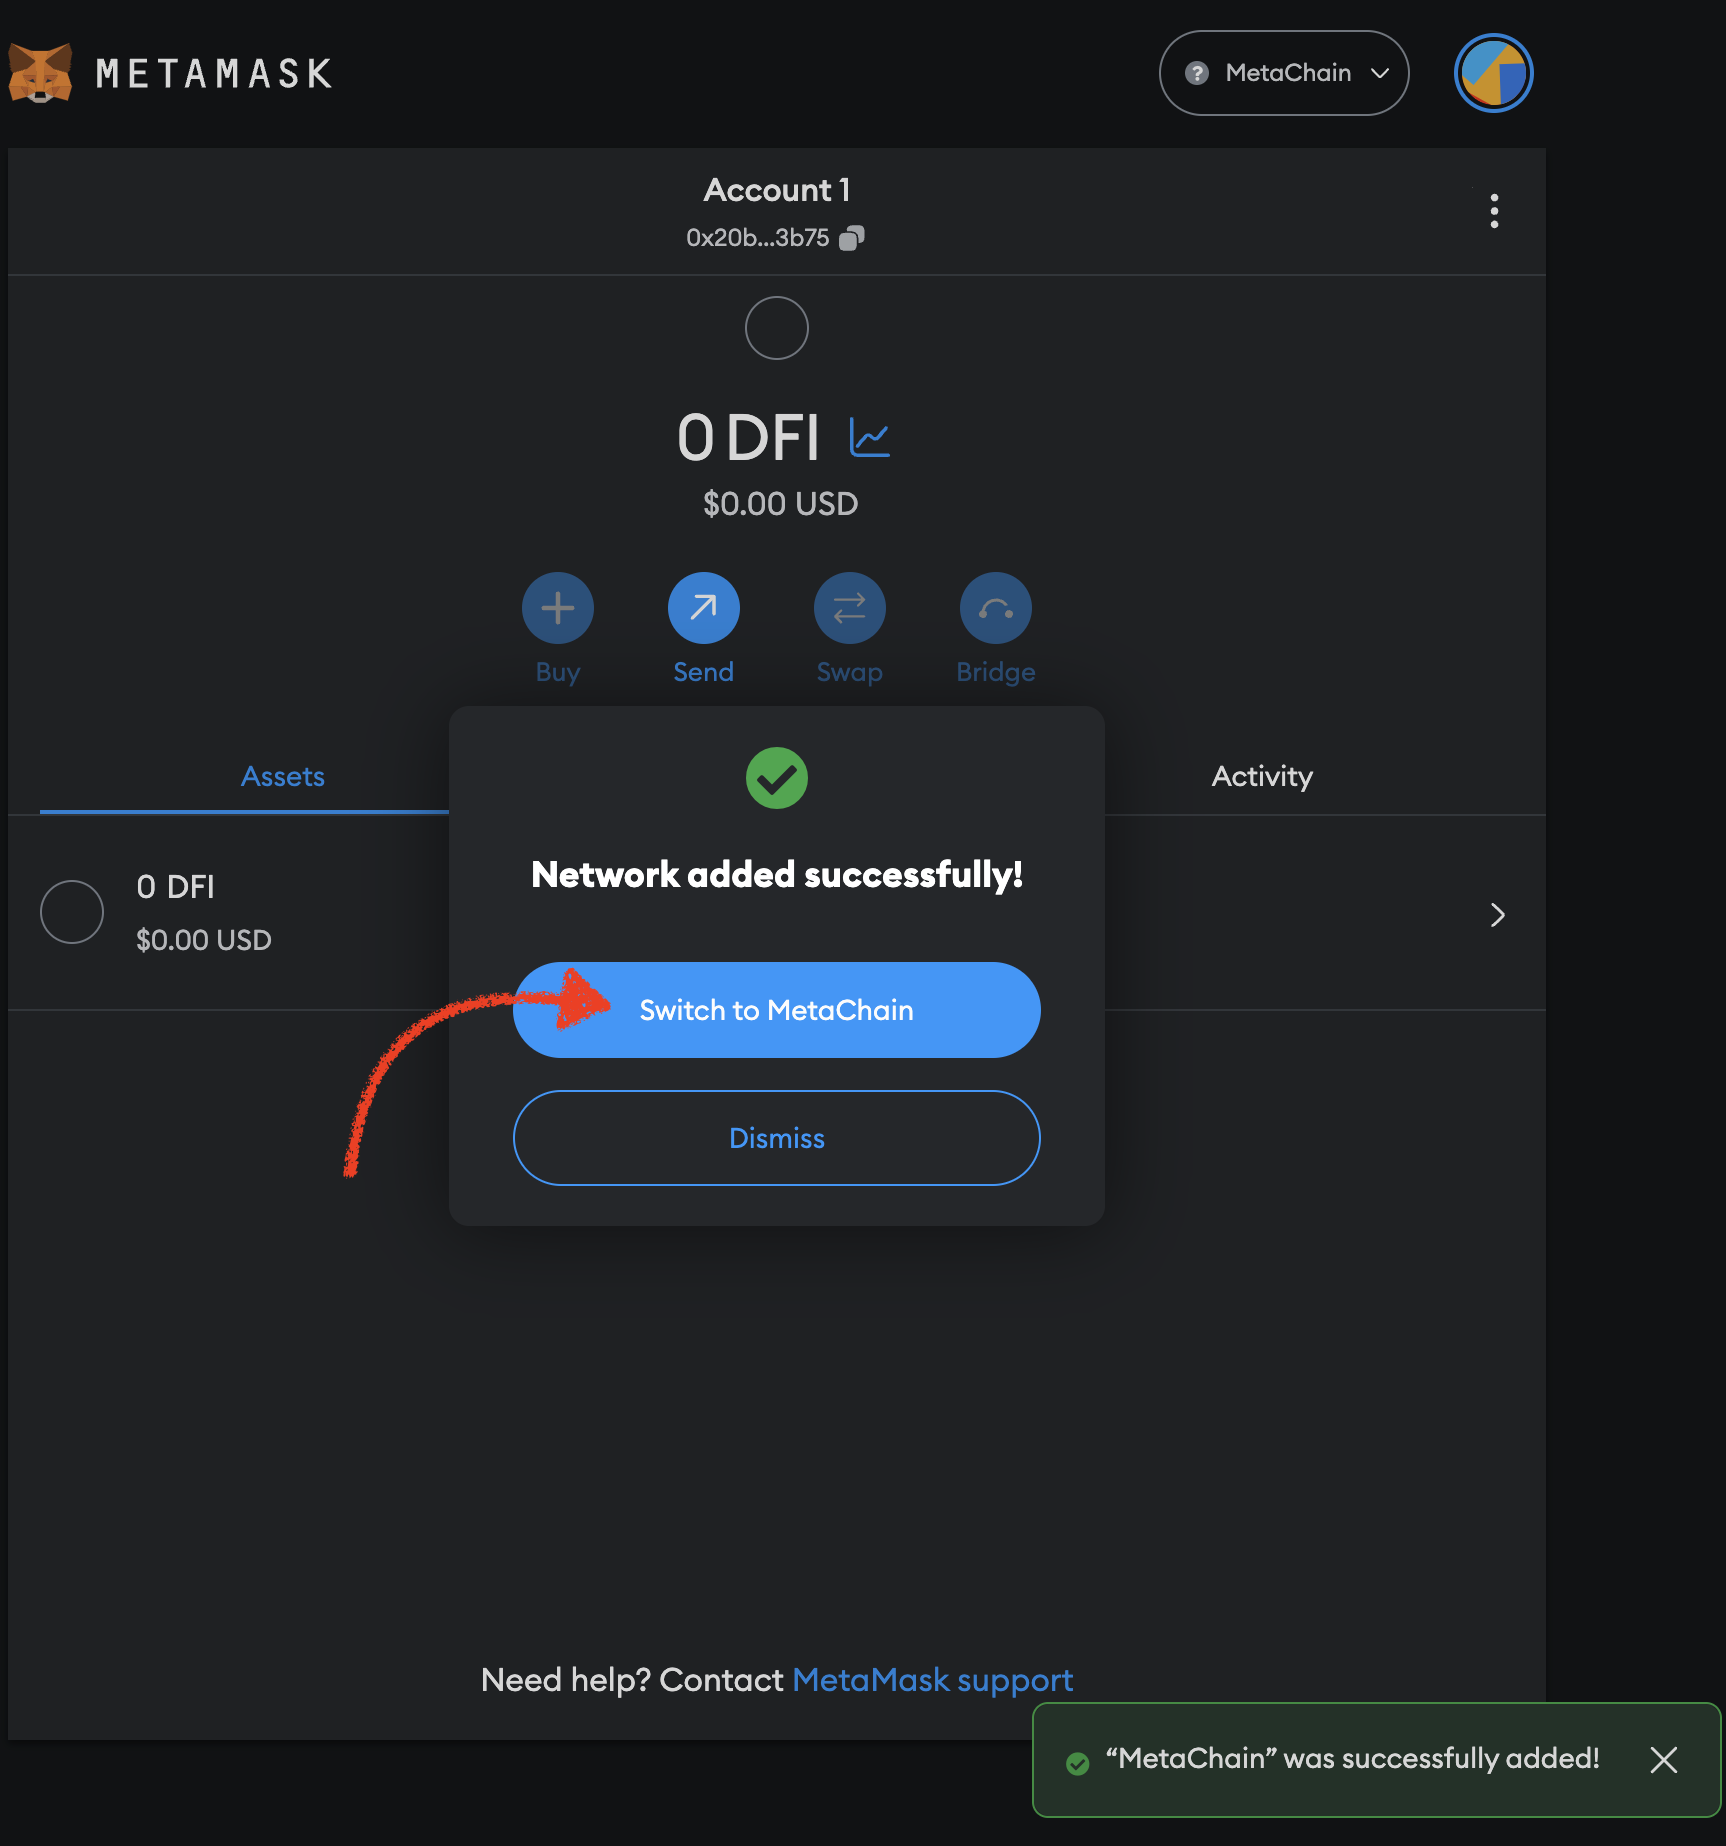 METAMASK
MetaChain
Account 1
0x20b...3b75
0 DFI
$0.00 USD
Buy
Send
Swap
Bridge
Assets
Activity
0 DFI
$0.00 USD
Network added successfully!
Switch to MetaChain
Dismiss
Need help? Contact MetaMask support
“MetaChain” was successfully added!